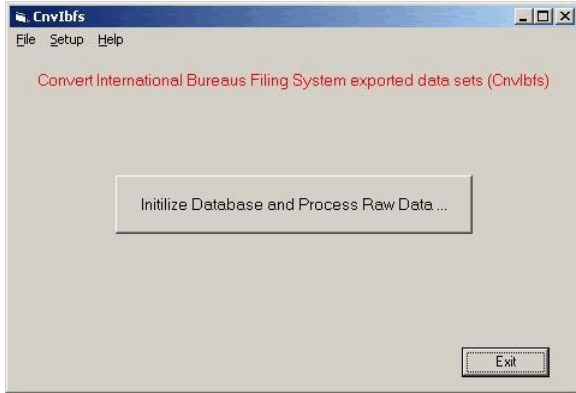 CnvIbfs
File Setup Help
Convert International Bureaus Filing System exported data sets (CnvIbfs)
Initilize Database and Process Raw Data ...
Exit